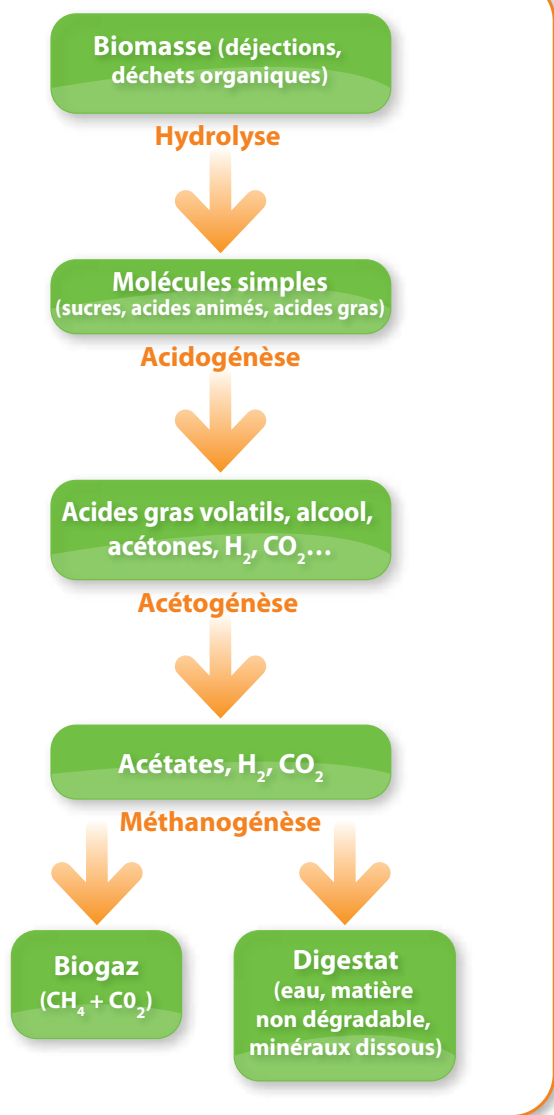 Biomasse (déjections,
déchets organiques)
Hydrolyse
Molécules simples
(sucres, acides animés, acides gras)
Acidogénèse
Acides gras volatils, alcool,
acétones, H₂, CO₂…
Acétogénèse
Acétates, H₂, CO₂
Méthanogénèse
Biogaz
(CH₄ + C0₂)
Digestat
(eau, matière
non dégradable,
minéraux dissous)